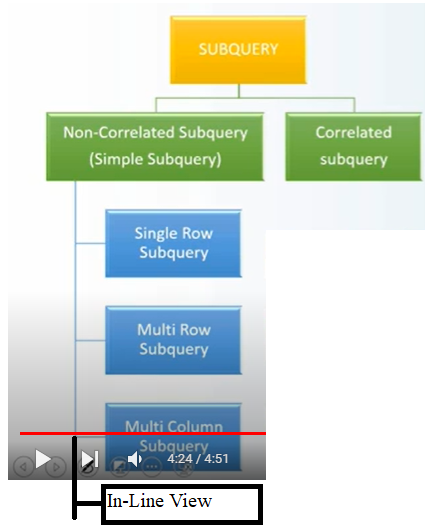 SUBQUERY
Non-Correlated Subquery
(Simple Subquery)
Correlated
subquery
Single Row
Subquery
Multi Row
Subquery
Multi Column
Subquery
4:24 / 4:51
In-Line View